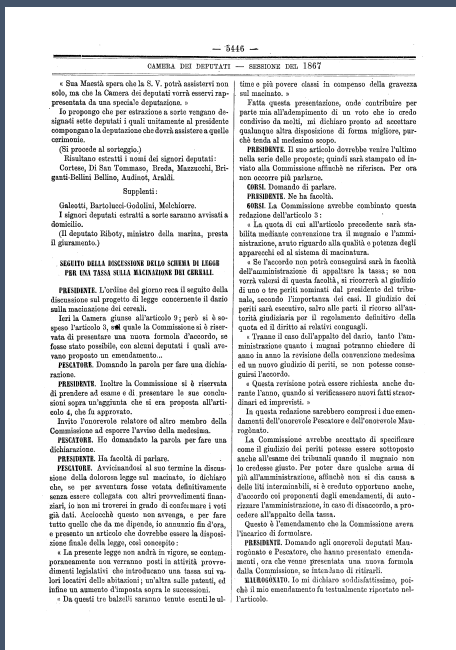 — 5446 —
CAMERA DEI DEPUTATI — SESSIONE DEL 1867
« Sua Maestà spera che la S. V. potrà assistervi non
solo, ma che la Camera dei deputati vorrà esservi rap-
presentata da una speciale deputazione. »
Io propongo che per estrazione a sorte vengano de-
signati sette deputati i quali unitamente al presidente
compongano la deputazione che dovrà assistere a quelle
cerimonie.
(Si procede al sorteggio.)
Risultano estratti i nomi dei signori deputati:
Cortese, Di San Tommaso, Breda, Mazzucchi, Bri-
ganti-Bellini Bellino, Audinot, Araldi.
Supplenti:
Galeotti, Bartolucci-Godolini, Melchiorre.
I signori deputati estratti a sorte saranno avvisati a
domicilio.
(Il deputato Riboty, ministro della marina, presta
il giuramento.)
SEGUITO DELLA DISCUSSIONE DELLO SCHEMA DI LEGGE
PER UNA TASSA SULLA MACINAZIONE DEI CEREALI.
PRESIDENTE. L'ordine del giorno reca il seguito della
discussione sul progetto di legge concernente il dazio
sulla macinazione dei cereali.
Ieri la Camera giunse all'articolo 9; però si è so-
speso l'articolo 3, sul quale la Commissione si è riser-
vata di presentare una nuova formola d'accordo, se
fosse stato possibile, con alcuni deputati i quali ave-
vano proposto un emendamento...
PESCATORE. Domando la parola per una dichia-
razione.
PRESIDENTE. Inoltre la Commissione si è riservata
di prendere ad esame e di presentare le sue conclu-
sioni sopra un'aggiunta che si era proposta all'arti-
colo 4, che fu approvato.
Invito l'onorevole relatore od altro membro della
Commissione ad esporre l'avviso della medesima.
PESCATORE. Ho domandato la parola per una
dichiarazione.
PRESIDENTE. Ha facoltà di parlare.
PESCATORE. Avvicinandosi al suo termine la discus-
sione della dolorosa legge sul macinato, io dichiaro
che, se per avventura fosse votata definitivamente
senza essere collegata con altri provvedimenti finan-
ziari, io non mi troverei in grado di confermare i voti
già dati. Acciocchè questo non avvenga, e per fare
tutto quello che da me dipende, io annunzio fin d'ora,
e presento un articolo che dovrebbe essere la disposi-
zione finale della legge, così concepito:
« La presente legge non andrà in vigore, se contem-
poraneamente non verranno posti in attività provve-
dimenti legislativi che introducano una tassa sui va-
lori locativi delle abitazioni; un'altra sulle patenti, ed
infine un aumento d'imposta sopra le successioni.
« Da questi tre balzelli saranno tenute esenti le ul-
time e più povere classi in compenso della gravezza
sul macinato. »
Fatta questa presentazione, onde contribuire per
parte mia all'adempimento di un voto che io credo
condiviso da molti, mi dichiaro pronto ad accettare
qualunque altra disposizione di forma migliore, pur-
chè tenda al medesimo scopo.
PRESIDENTE. Il suo articolo dovrebbe venire l'ultimo
nella serie delle proposte; quindi sarà stampato ed in-
viato alla Commissione affinchè ne riferisca. Per ora
non occorre più parlarne.
CORSI. Domando di parlare.
PRESIDENTE. Ne ha facoltà.
CORSI. La Commissione avrebbe combinato questa
redazione dell'articolo 3:
« La quota di cui all'articolo precedente sarà sta-
bilita mediante convenzione tra il mugnaio e l'ammi-
nistrazione, avuto riguardo alla qualità e potenza degli
apparecchi ed al sistema di macinatura.
« Se l'accordo non potrà conseguirsi sarà in facoltà
dell'amministrazione di appaltare la tassa; se non
vorrà valersi di questa facoltà, si ricorrerà al giudizio
di uno o tre periti nominati dal presidente del tribu-
nale, secondo l'importanza dei casi. Il giudizio dei
periti sarà esecutivo, salvo alle parti il ricorso all'au-
torità giudiziaria per il regolamento definitivo della
quota ed il diritto ai relativi conguagli.
« Tranne il caso dell'appalto del dazio, tanto l'am-
ministrazione quanto i mugnai potranno chiedere di
anno in anno la revisione della convenzione medesima
ed un nuovo giudizio di periti, se non potesse conse-
guirsi l'accordo.
« Questa revisione potrà essere richiesta anche du-
rante l'anno, quando si verificassero nuovi fatti straor-
dinari ed imprevisti. »
In questa redazione sarebbero compresi i due emen-
damenti dell'onorevole Pescatore e dell'onorevole Mau-
rogònato.
La Commissione avrebbe accettato di specificare
come il giudizio dei periti potesse essere sottoposto
anche all'esame dei tribunali quando il mugnaio non
lo credesse giusto. Per poter dare qualche arma di
più all'amministrazione, affinchè non si dia causa a
delle liti interminabili, si è creduto opportuno anche,
d'accordo coi proponenti degli emendamenti, di auto-
rizzare l'amministrazione, in caso di disaccordo, a pro-
cedere all'appalto della tassa.
Questo è l'emendamento che la Commissione aveva
l'incarico di formolare.
PRESIDENTE. Domando agli onorevoli deputati Mau-
rogònato e Pescatore, che hanno presentato emenda-
menti, ora che venne presentata una nuova formola
dalla Commissione, se intendano di ritirarli.
MAUROGÒNATO. Io mi dichiaro soddisfattissimo, poi-
chè il mio emendamento fu testualmente riportato nel-
l'articolo.